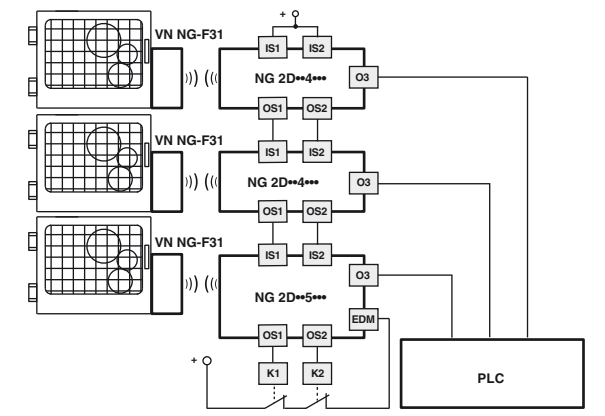 +
VN NG-F31
IS1 IS2
NG 2D••4••• O3
OS1 OS2
VN NG-F31
IS1 IS2
NG 2D••4••• O3
OS1 OS2
VN NG-F31
IS1 IS2
O3
NG 2D••5•••
EDM
OS1 OS2
+
K1 K2
PLC